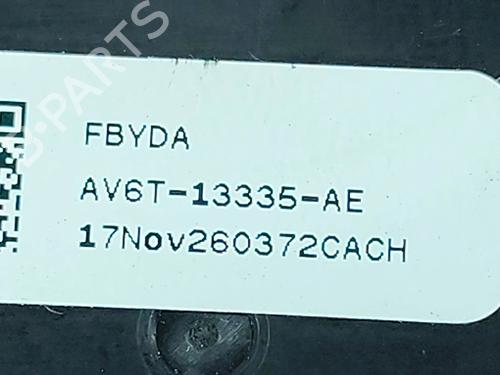 B-PARTS
FBYDA
AV6T-13335-AE
17Nov260372CACH